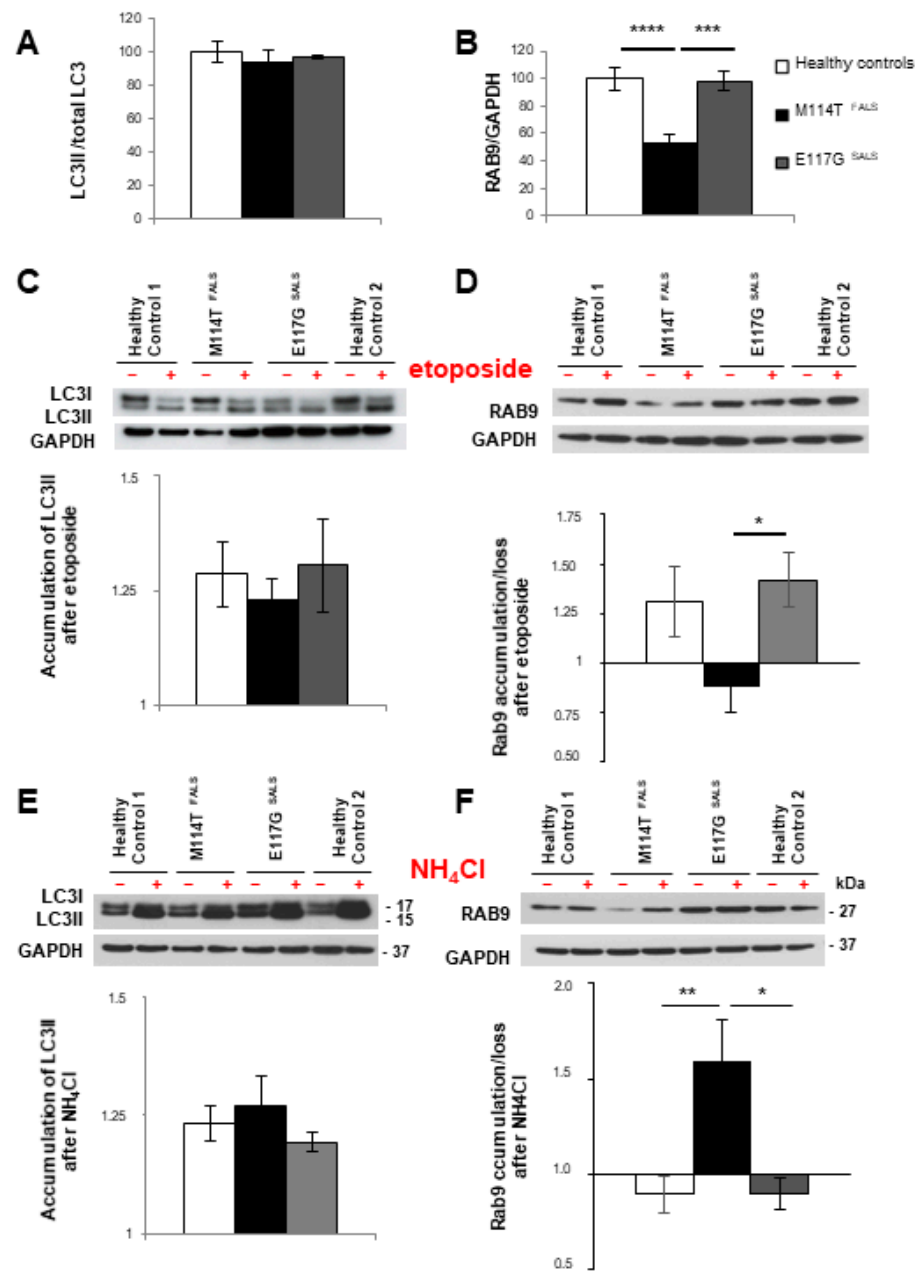 A
120
100
80
60
40
20
0
LC3II/total LC3
B
**** ***
120
100
80
60
40
20
0
RAB9/GAPDH
Healthy controls
M114T FALS
E117G SALS
C
Healthy Control 1
M114T FALS
E117G SALS
Healthy Control 2
− + − + − + − + etoposide
LC3I
LC3II
GAPDH
1.5
1.25
1
Accumulation of LC3II
after etoposide
D
Healthy Control 1
M114T FALS
E117G SALS
Healthy Control 2
− + − + − + − +
RAB9
GAPDH
1.75
1.50
1.25
1
0.75
0.50
*
Rab9 accumulation/loss
after etoposide
E
Healthy Control 1
M114T FALS
E117G SALS
Healthy Control 2
− + − + − + − + NH₄Cl
LC3I - 17
LC3II - 15
GAPDH - 37
1.5
1.25
1
Accumulation of LC3II
after NH₄Cl
F
Healthy Control 1
M114T FALS
E117G SALS
Healthy Control 2
− + − + − + − + kDa
RAB9 - 27
GAPDH - 37
2.0
1.5
1.0
0.5
** *
Rab9 ccumulation/loss
after NH4Cl